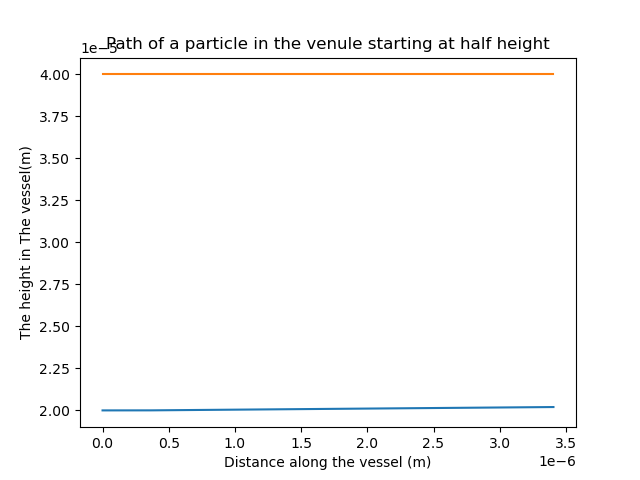 Path of a particle in the venule starting at half height
1e−5
4.00
3.75
3.50
3.25
3.00
2.75
2.50
2.25
2.00
The height in The vessel(m)
0.0 0.5 1.0 1.5 2.0 2.5 3.0 3.5
1e−6
Distance along the vessel (m)